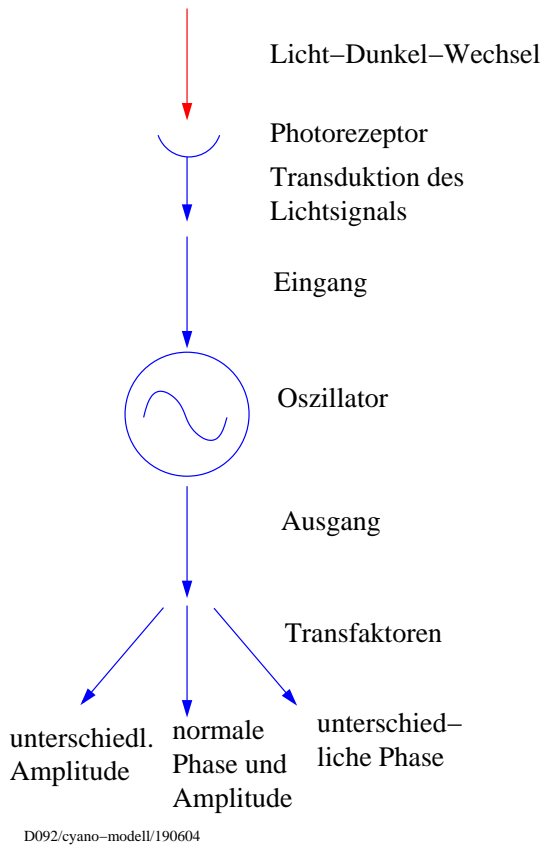 Licht–Dunkel–Wechsel
Photorezeptor
Transduktion des
Lichtsignals
Eingang
Oszillator
Ausgang
Transfaktoren
unterschiedl.
Amplitude
normale
Phase und
Amplitude
unterschied–
liche Phase
D092/cyano–modell/190604